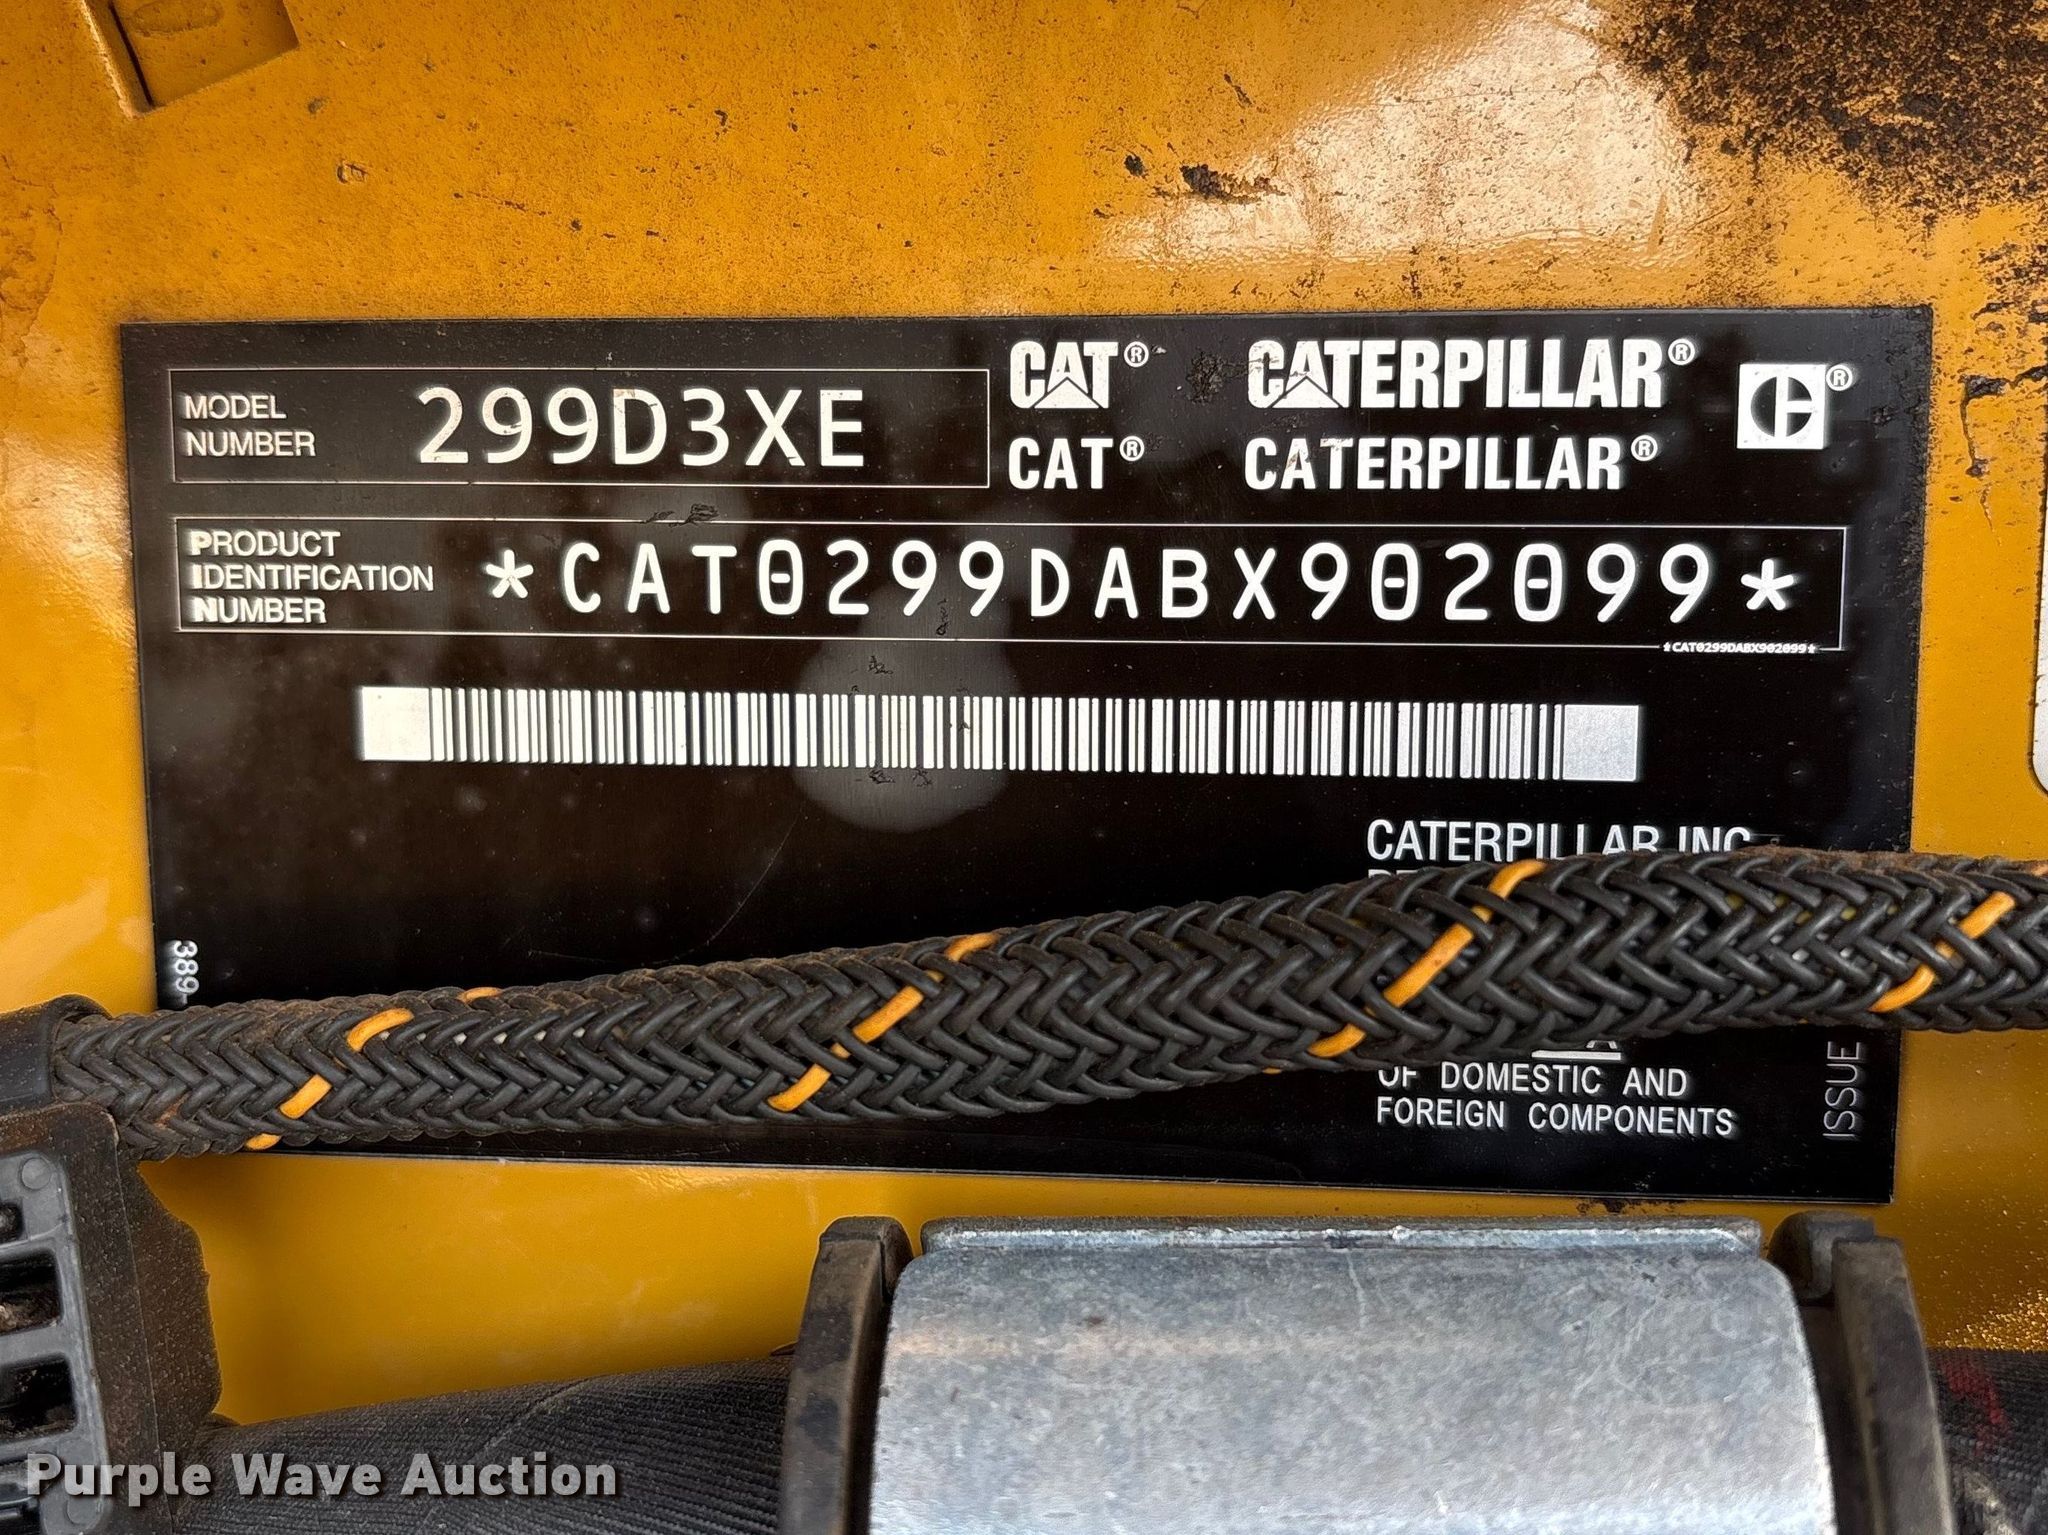 MODEL NUMBER 299D3XE
CAT® CATERPILLAR®
CAT® CATERPILLAR®
PRODUCT IDENTIFICATION NUMBER *CAT0299DABX902099*
*CAT0299DABX902099*
CATERPILLAR INC
389-
OF DOMESTIC AND
FOREIGN COMPONENTS
ISSUE
Purple Wave Auction